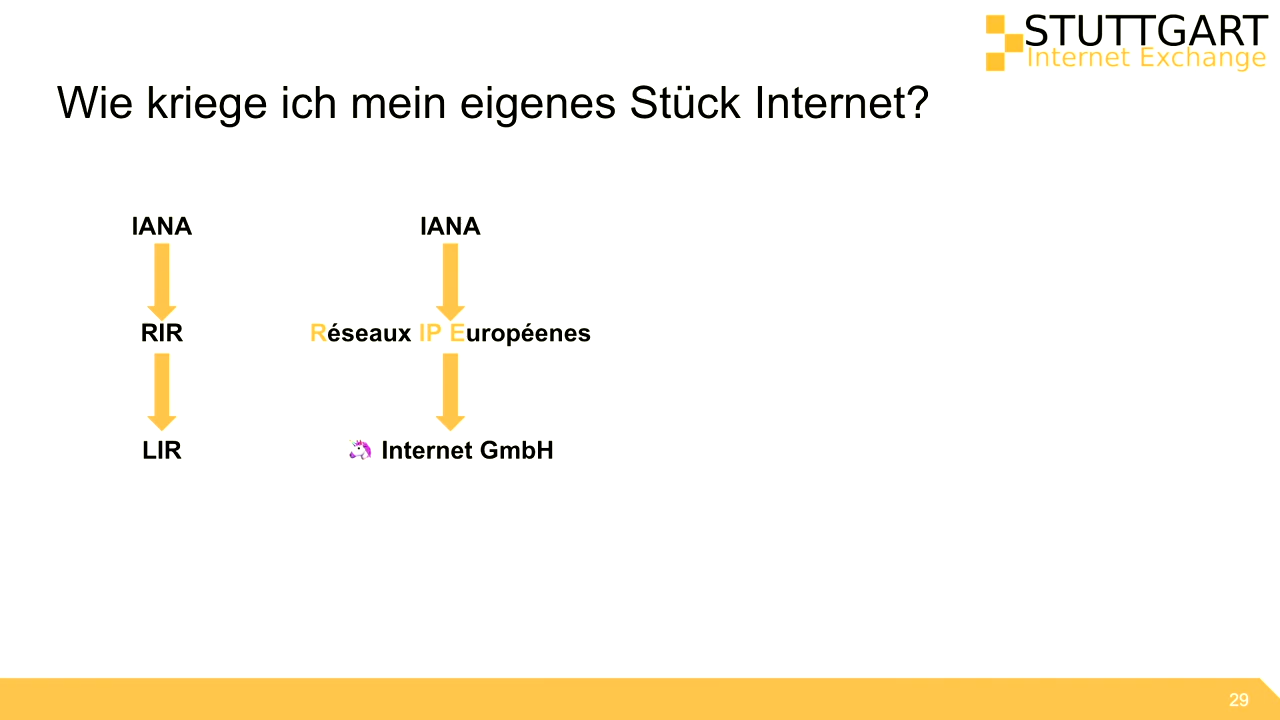 STUTTGART
Internet Exchange
Wie kriege ich mein eigenes Stück Internet?
IANA
IANA
RIR
Réseaux IP Européenes
LIR
🦄 Internet GmbH
29